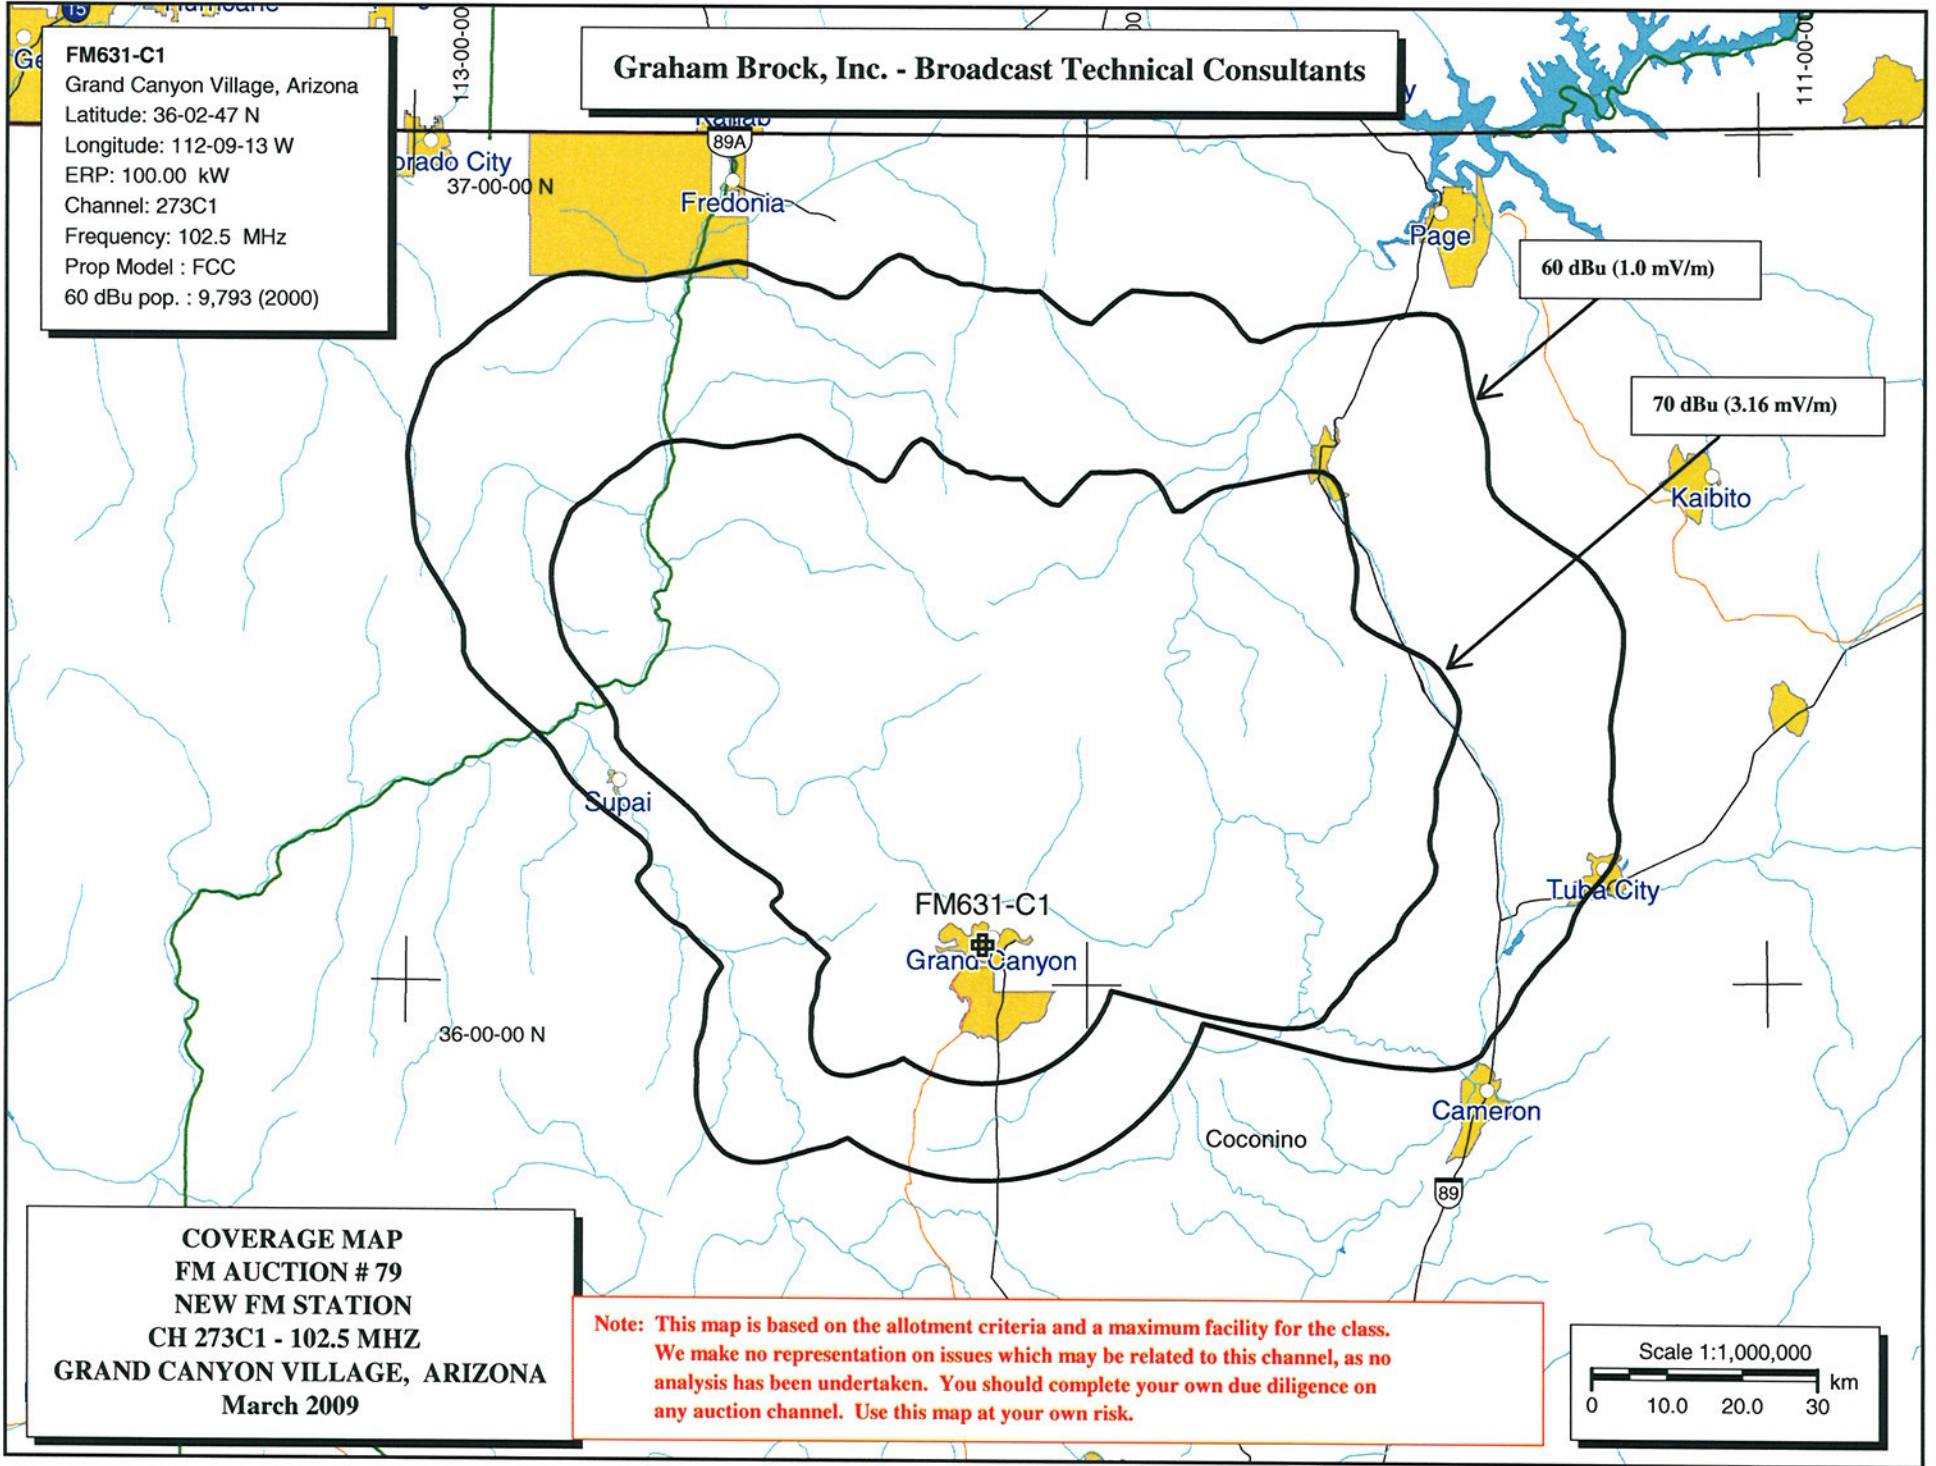 15
FM631-C1
Grand Canyon Village, Arizona
Latitude: 36-02-47 N
Longitude: 112-09-13 W
ERP: 100.00 kW
Channel: 273C1
Frequency: 102.5 MHz
Prop Model : FCC
60 dBu pop. : 9,793 (2000)
113-00-00
Graham Brock, Inc. - Broadcast Technical Consultants
111-00-00
89A
37-00-00 N
Fredonia
Page
60 dBu (1.0 mV/m)
70 dBu (3.16 mV/m)
Kaibito
Supai
FM631-C1
Grand Canyon
Tuba City
36-00-00 N
Cameron
Coconino
89
COVERAGE MAP
FM AUCTION # 79
NEW FM STATION
CH 273C1 - 102.5 MHZ
GRAND CANYON VILLAGE, ARIZONA
March 2009
Note: This map is based on the allotment criteria and a maximum facility for the class.
We make no representation on issues which may be related to this channel, as no
analysis has been undertaken. You should complete your own due diligence on
any auction channel. Use this map at your own risk.
Scale 1:1,000,000
km
0 10.0 20.0 30